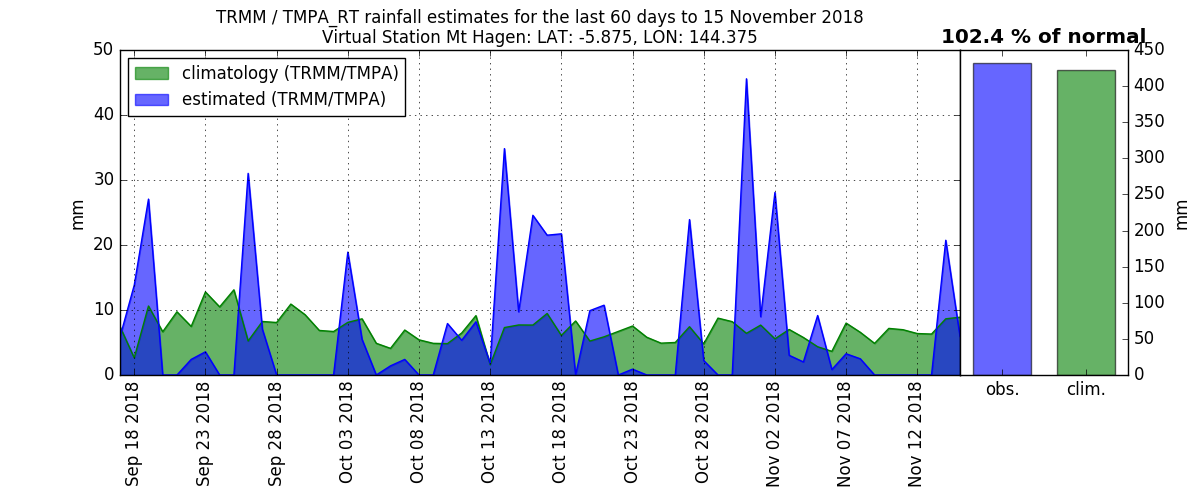 TRMM / TMPA_RT rainfall estimates for the last 60 days to 15 November 2018
Virtual Station Mt Hagen: LAT: -5.875, LON: 144.375
102.4 % of normal
climatology (TRMM/TMPA)
estimated (TRMM/TMPA)
50
40
30
20
10
0
mm
Sep 18 2018
Sep 23 2018
Sep 28 2018
Oct 03 2018
Oct 08 2018
Oct 13 2018
Oct 18 2018
Oct 23 2018
Oct 28 2018
Nov 02 2018
Nov 07 2018
Nov 12 2018
obs.
clim.
450
400
350
300
250
200
150
100
50
0
mm